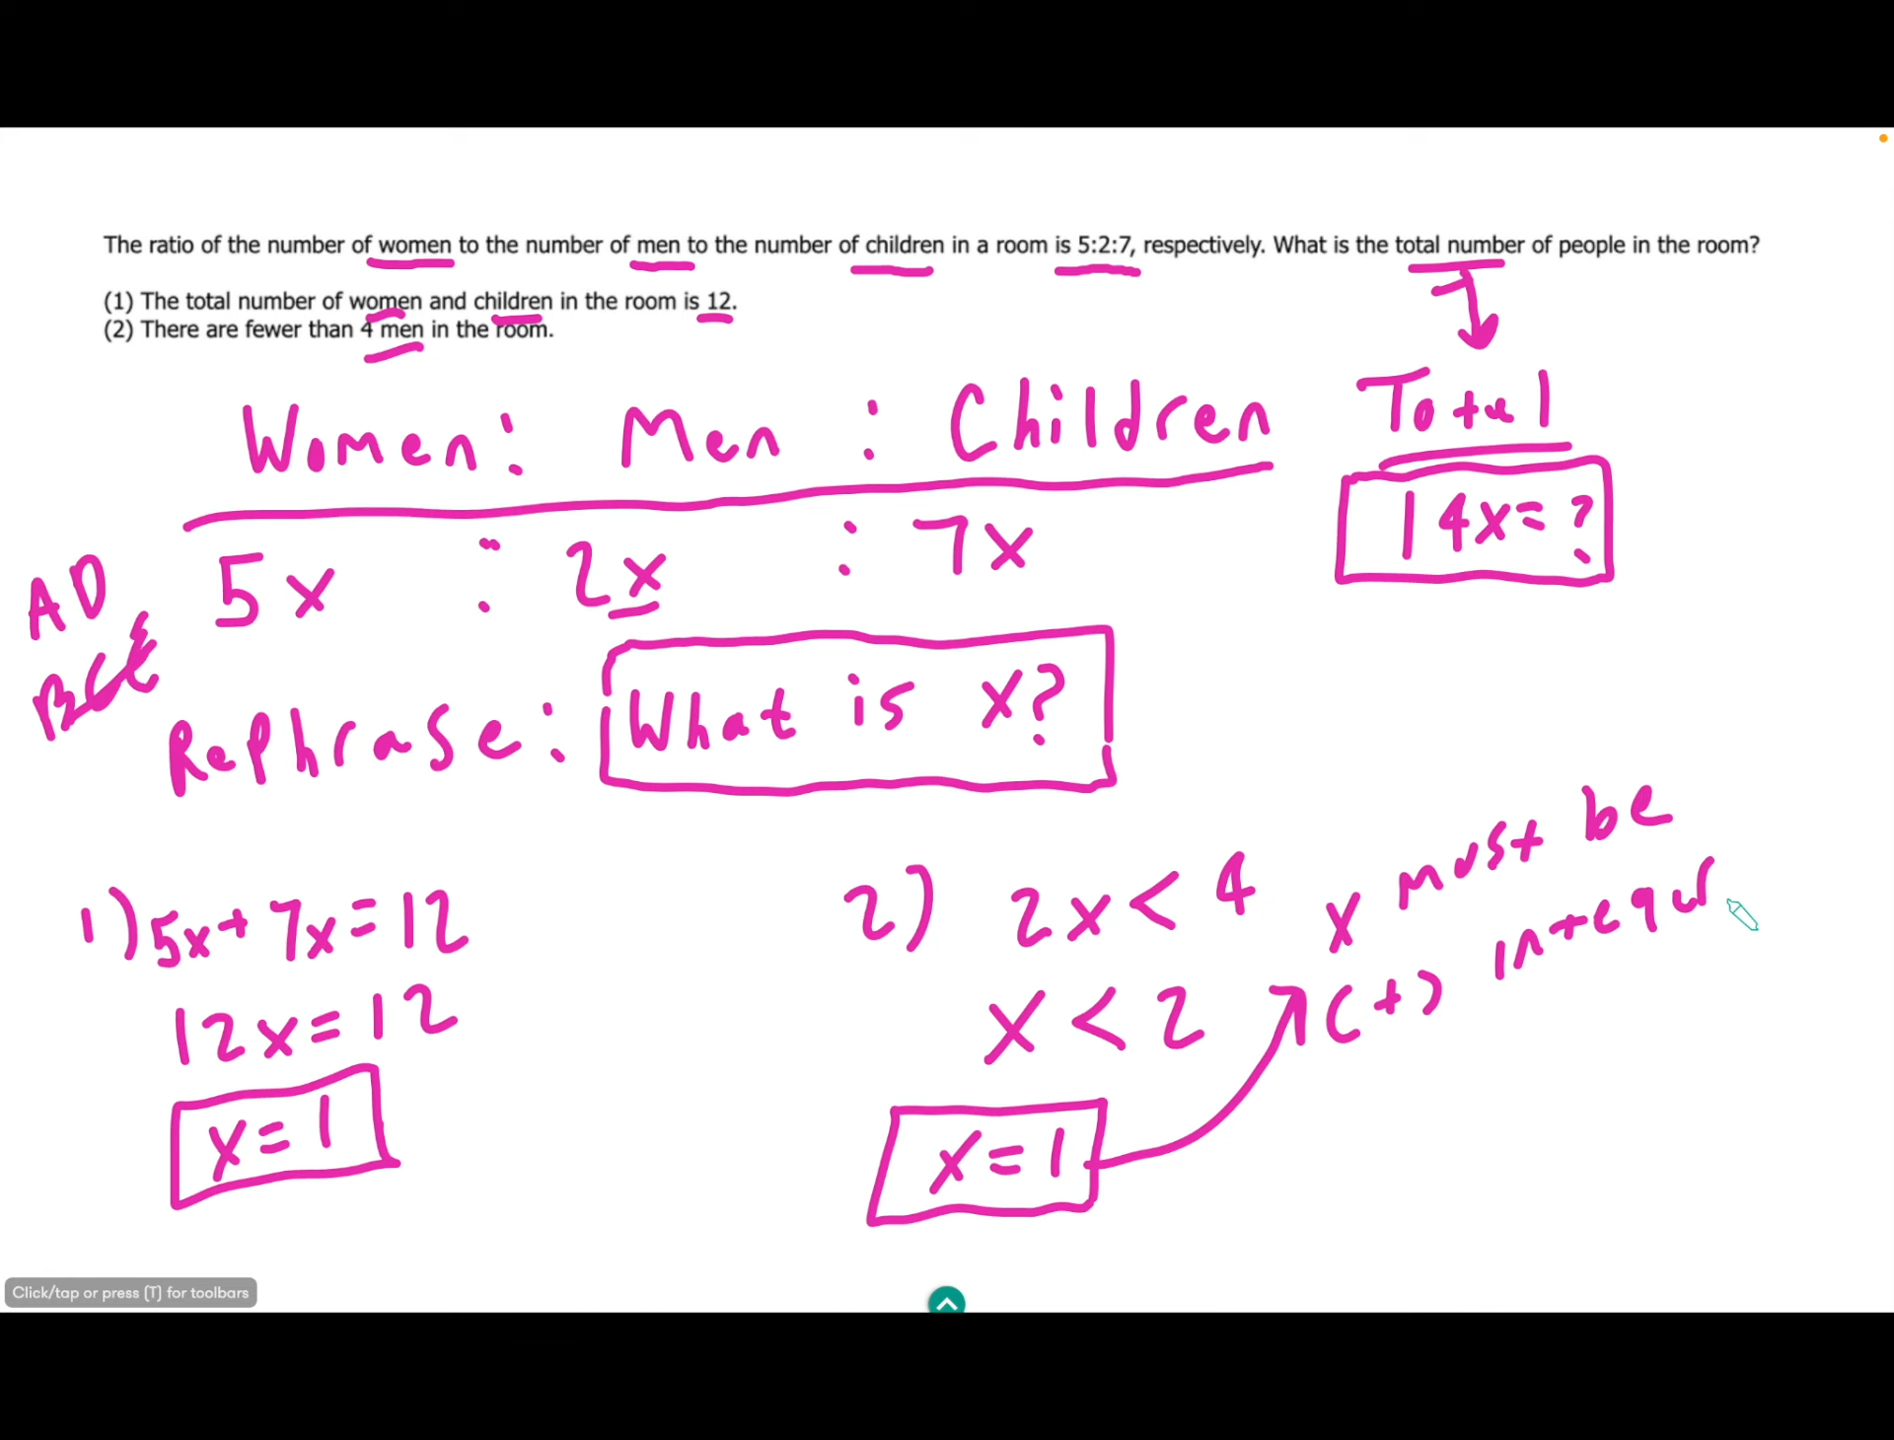 The ratio of the number of women to the number of men to the number of children in a room is 5:2:7, respectively. What is the total number of people in the room?
(1) The total number of women and children in the room is 12.
(2) There are fewer than 4 men in the room.
Women : Men : Children Total
5x : 2x : 7x 14x = ?
AD
BCE
Rephrase: What is x?
1) 5x + 7x = 12
12x = 12
x = 1
2) 2x < 4
x < 2
x = 1
x must be
(+) integer
Click/tap or press (T) for toolbars